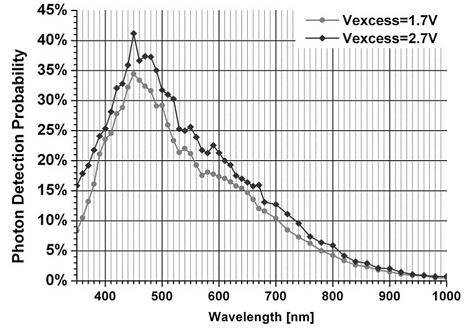 45%
Vexcess=1.7V
40%
Vexcess=2.7V
35%
30%
25%
20%
15%
10%
5%
0%
Photon Detection Probability
400 500 600 700 800 900 1000
Wavelength [nm]